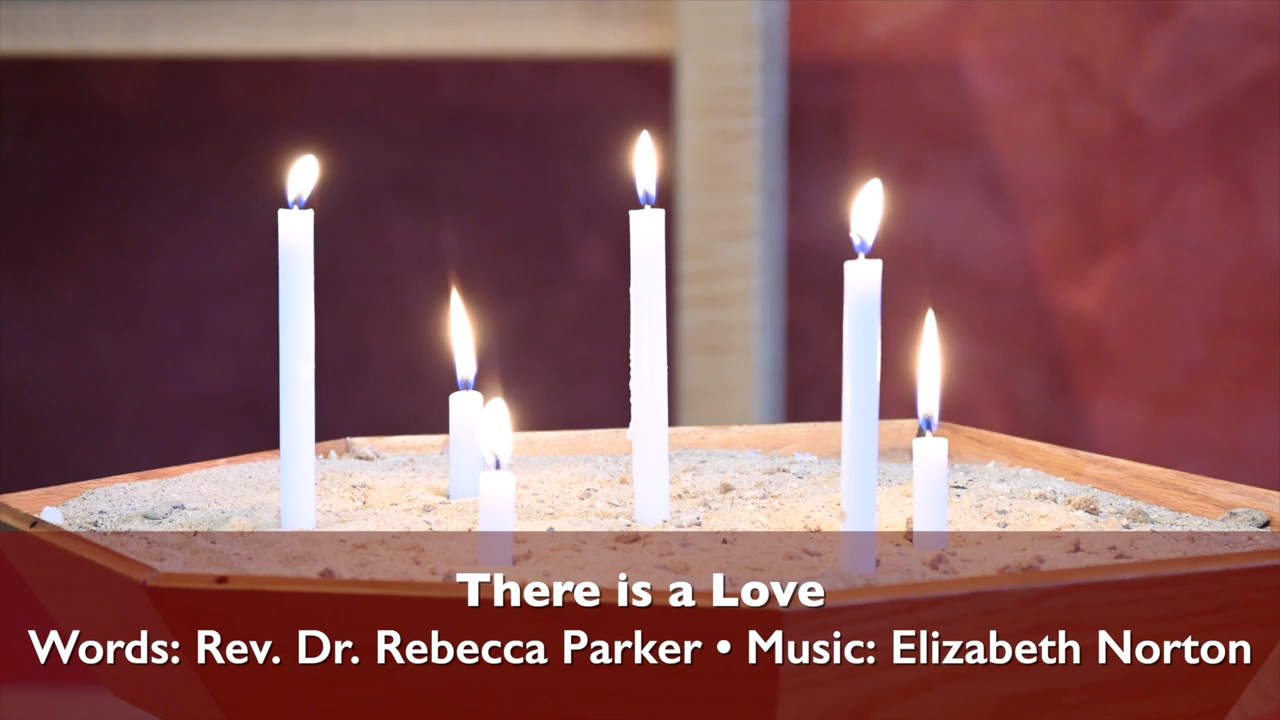 There is a Love
Words: Rev. Dr. Rebecca Parker • Music: Elizabeth Norton